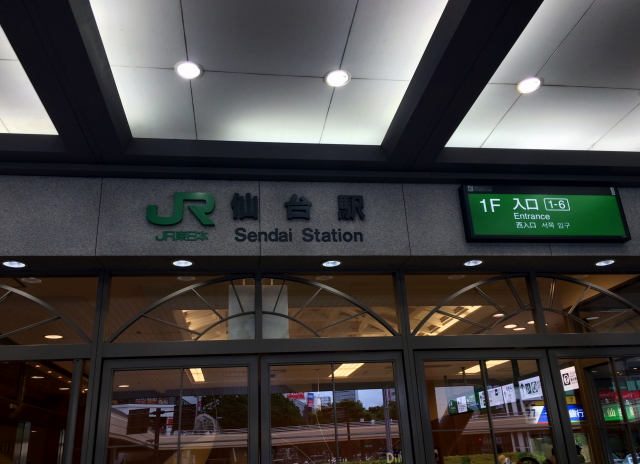 JR 仙台駅
JR東日本 Sendai Station
1F 入口 1-6
Entrance
西入口 서쪽 입구